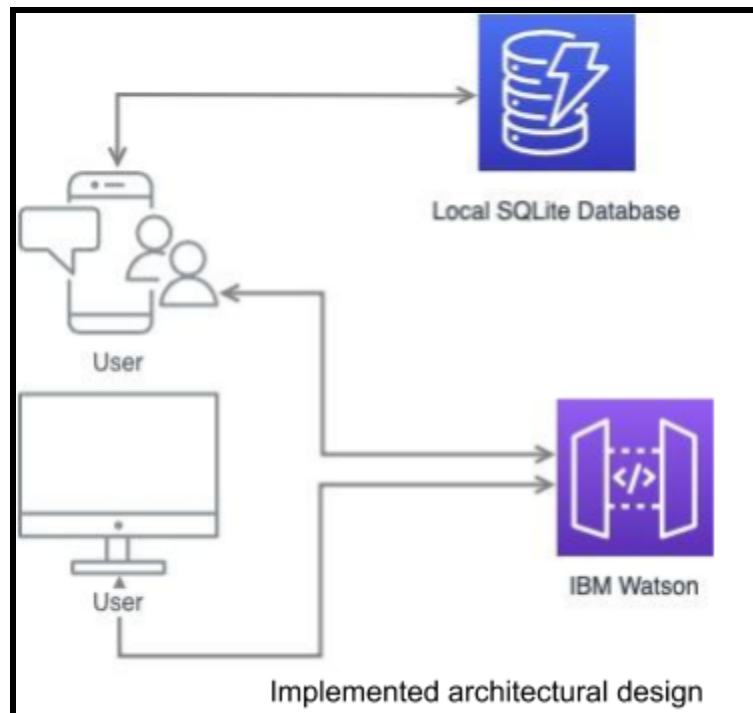 Local SQLite Database
User
</>
User
IBM Watson
Implemented architectural design